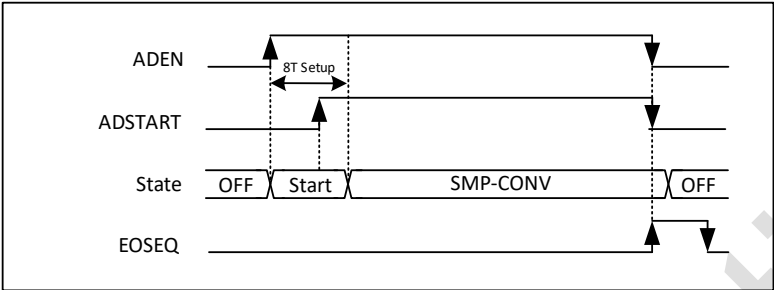 ADEN
8T Setup
ADSTART
State OFF Start SMP-CONV OFF
EOSEQ